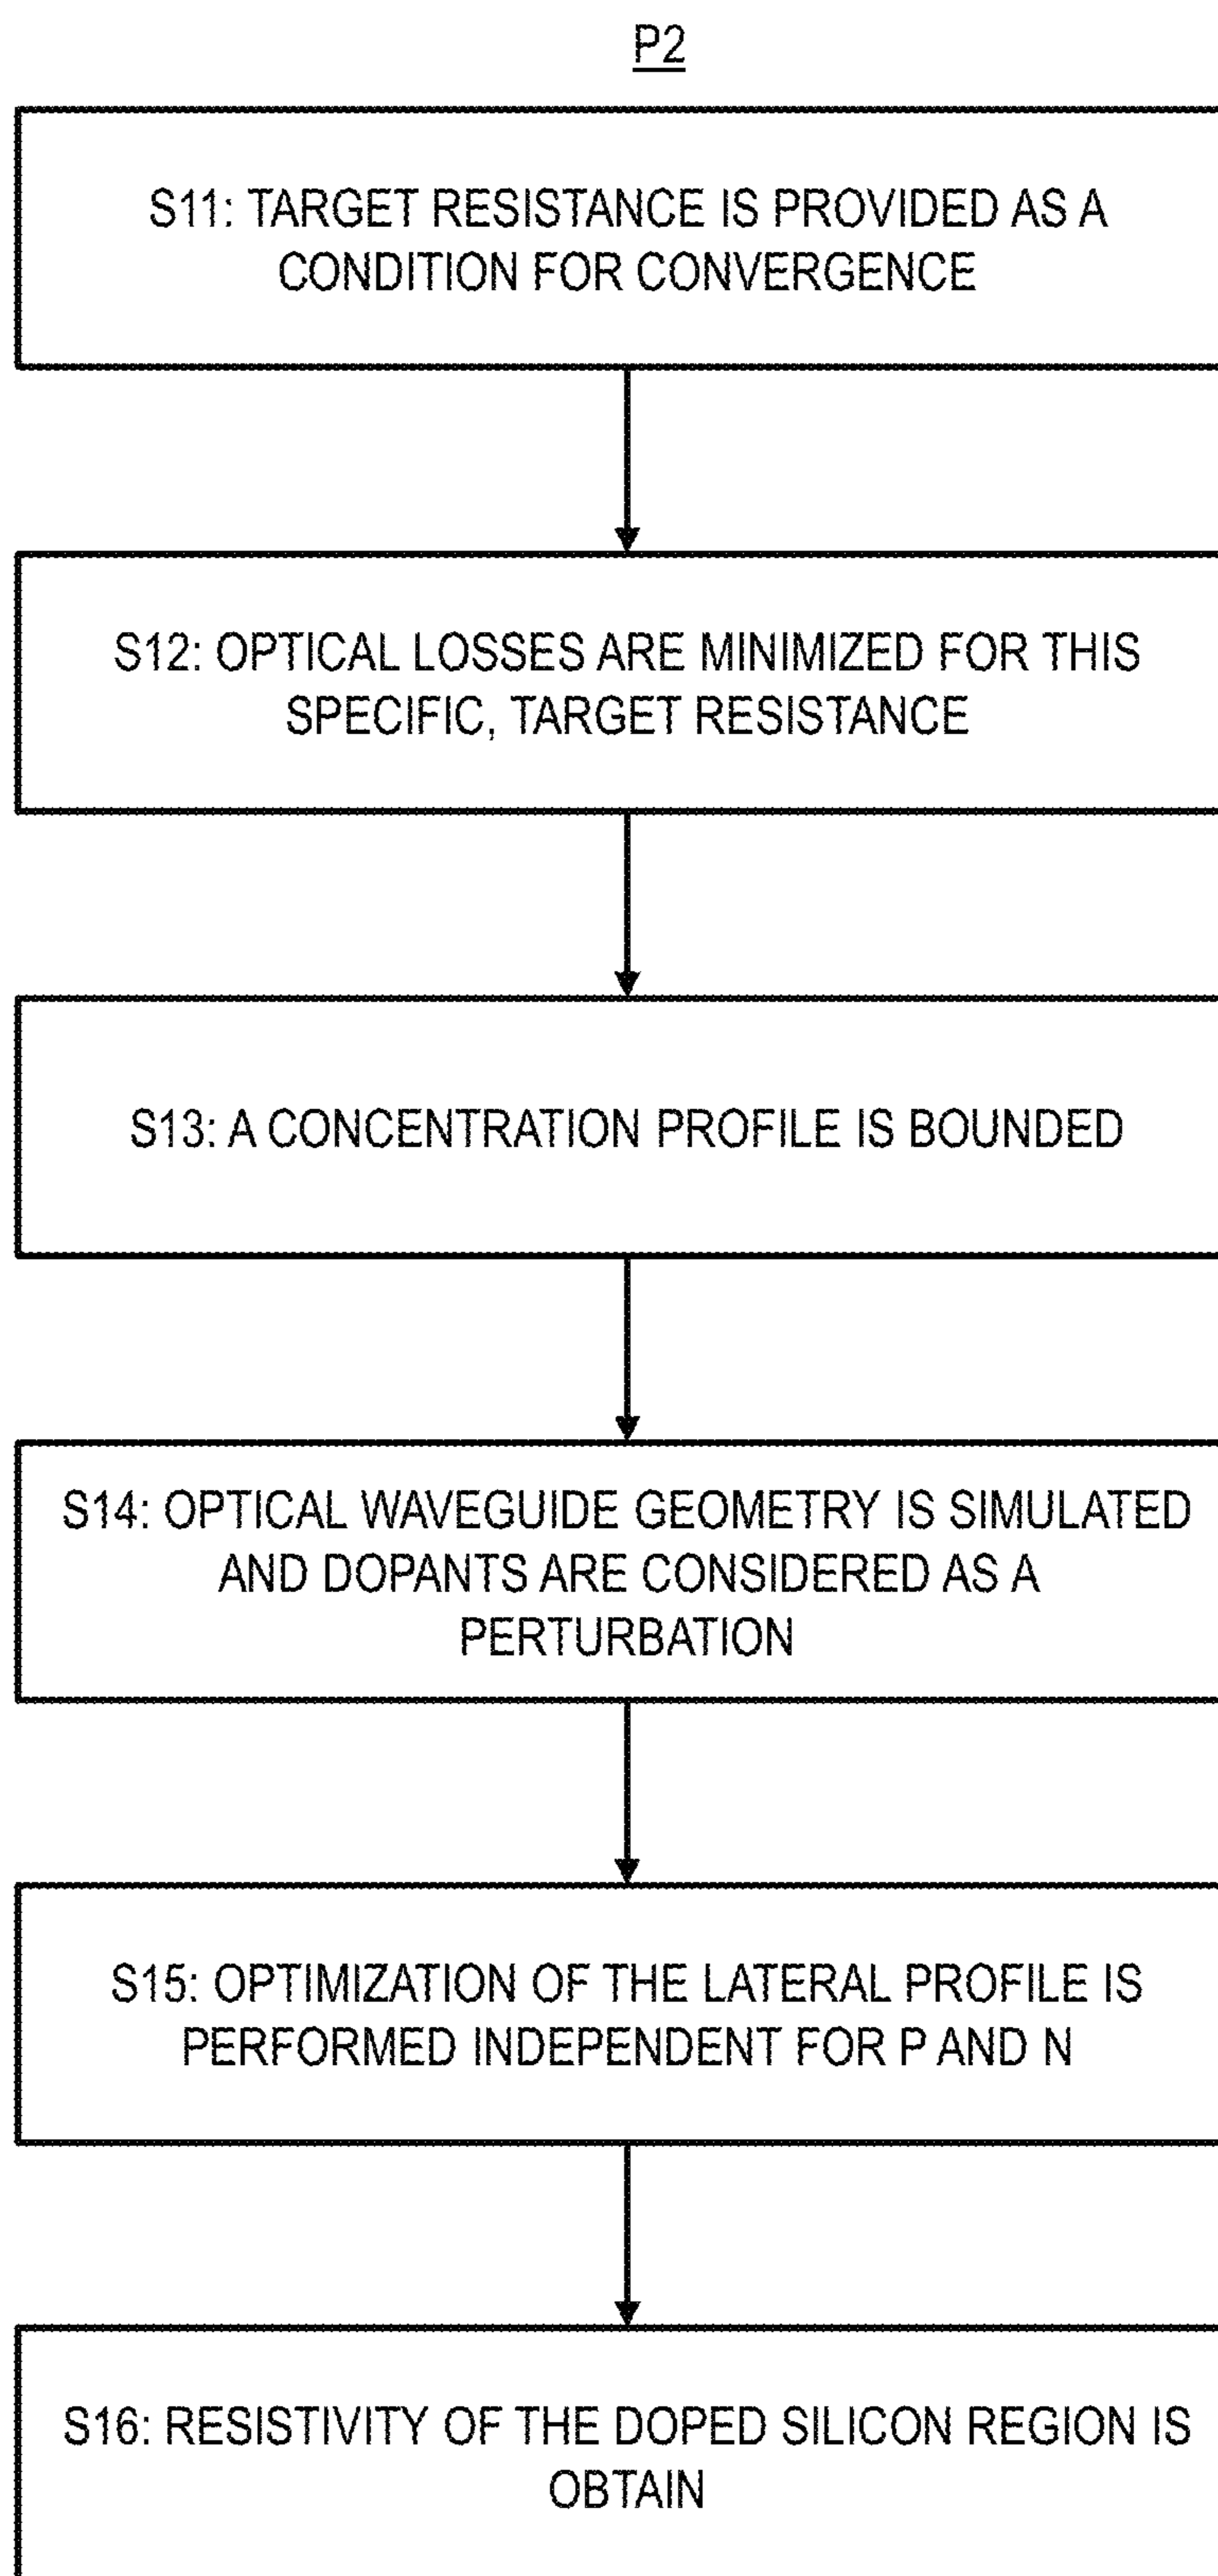 P2
S11: TARGET RESISTANCE IS PROVIDED AS A
CONDITION FOR CONVERGENCE
S12: OPTICAL LOSSES ARE MINIMIZED FOR THIS
SPECIFIC, TARGET RESISTANCE
S13: A CONCENTRATION PROFILE IS BOUNDED
S14: OPTICAL WAVEGUIDE GEOMETRY IS SIMULATED
AND DOPANTS ARE CONSIDERED AS A
PERTURBATION
S15: OPTIMIZATION OF THE LATERAL PROFILE IS
PERFORMED INDEPENDENT FOR P AND N
S16: RESISTIVITY OF THE DOPED SILICON REGION IS
OBTAIN